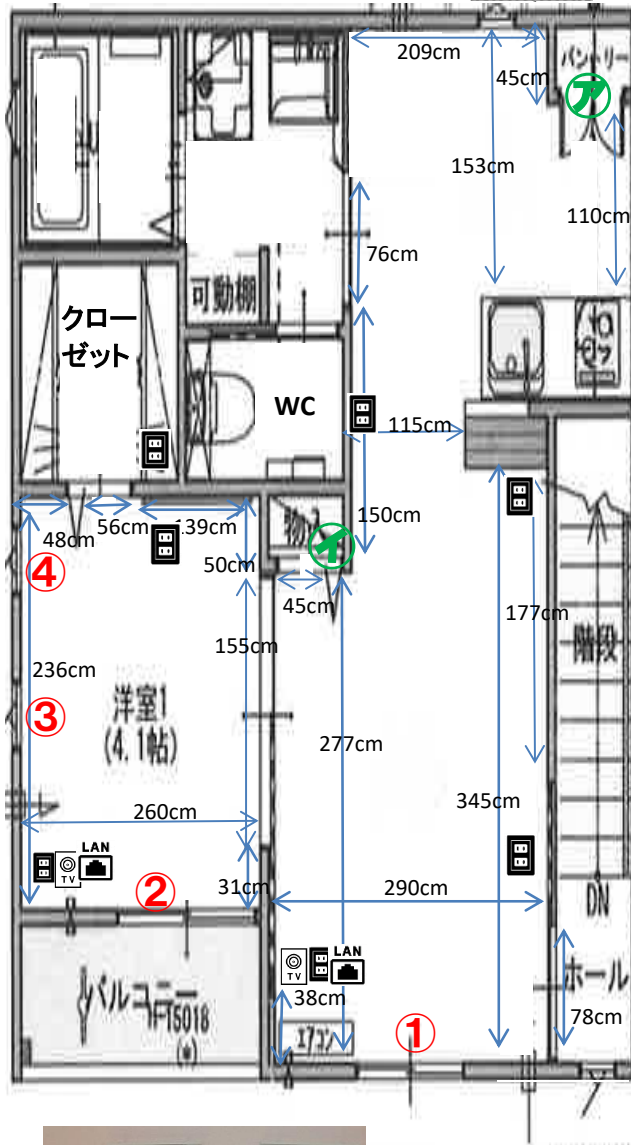 209cm
45cm
パントリー
ア
153cm
110cm
76cm
可動棚
クロー
ゼット
WC
115cm
150cm
48cm
56cm
139cm
50cm
物入
イ
45cm
④
155cm
177cm
階段
236cm
③
洋室1
(4.1帖)
277cm
345cm
260cm
LAN
TV
②
31cm
290cm
DN
LAN
TV
38cm
ホール
バルコニー
78cm
エアコン
①